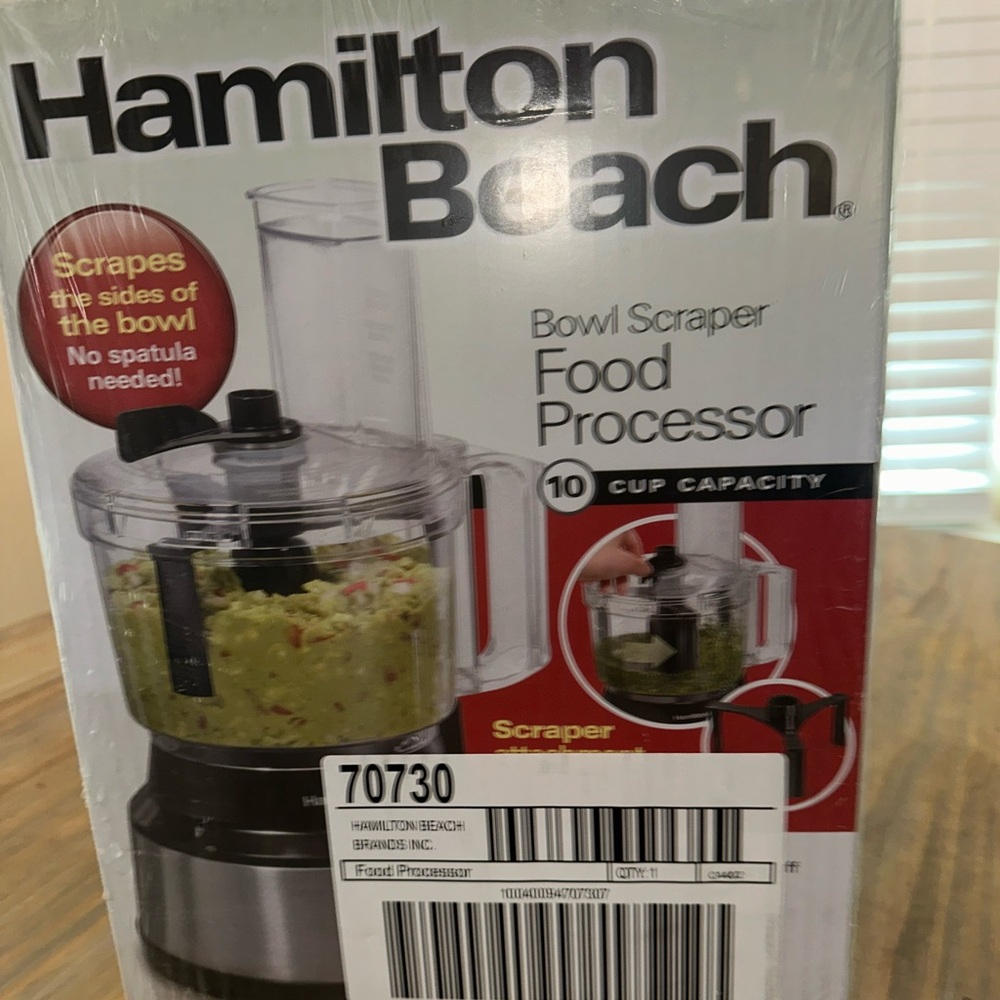 Hamilton
Beach®
Scrapes
the sides of
the bowl
No spatula
needed!
Bowl Scraper
Food
Processor
10 CUP CAPACITY
Scraper
attachment
70730
HAMILTON BEACH
BRANDS INC.
Food Processor
QTY: 1